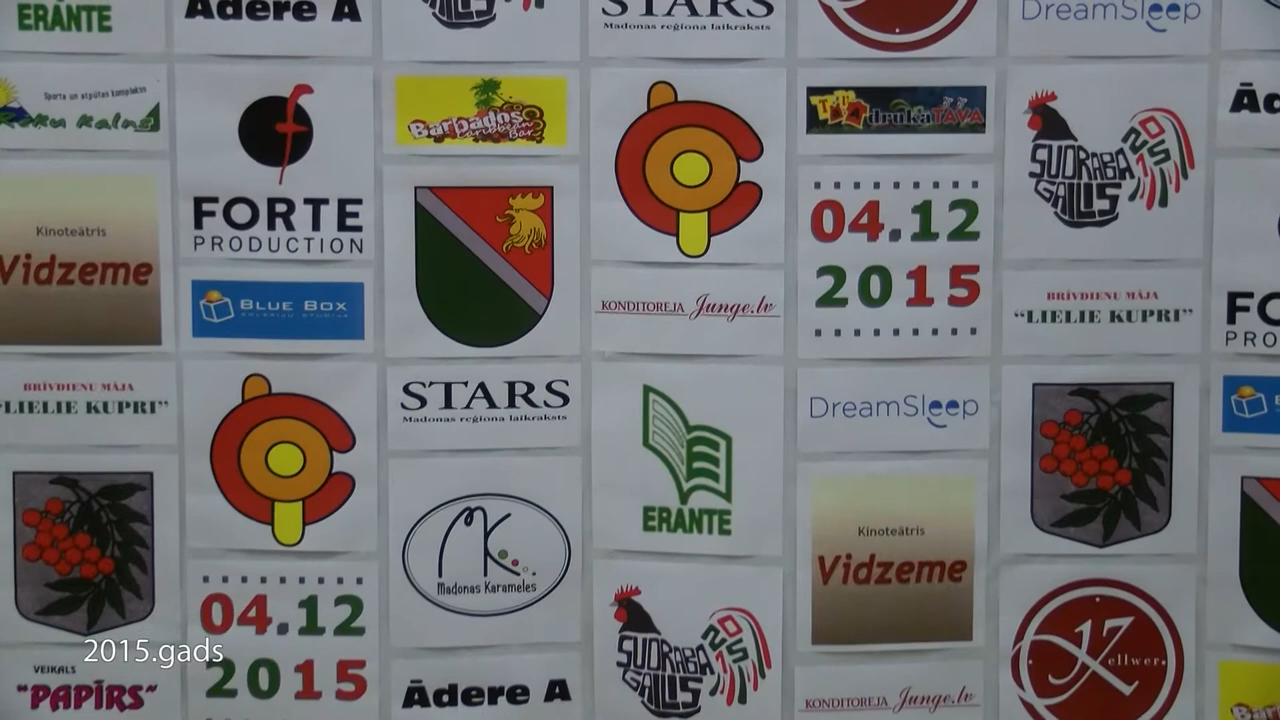 ERANTE
Ādere A
STARS
Madonas reģiona laikraksts
DreamSleep
Sporta un atpūtas komplekss
kalns
FORTE
PRODUCTION
Barbados
Caribbean
Bar
drukaTAVA
SUDRABA
GAILIS
2015
Kinoteātris
Vidzeme
BLUE BOX
KONDITOREJA Junge.lv
04.12
2015
BRĪVDIENU MĀJA
“LIELIE KUPRI”
FO
PRO
BRĪVDIENU MĀJA
“LIELIE KUPRI”
STARS
Madonas reģiona laikraksts
ERANTE
DreamSleep
MK
Madonas Karameles
Kinoteātris
Vidzeme
04.12
2015
SUDRABA
GAILIS
2015
Kellwer.
2015.gads
VEIKALS
“PAPĪRS”
Ādere A
KONDITOREJA Junge.lv